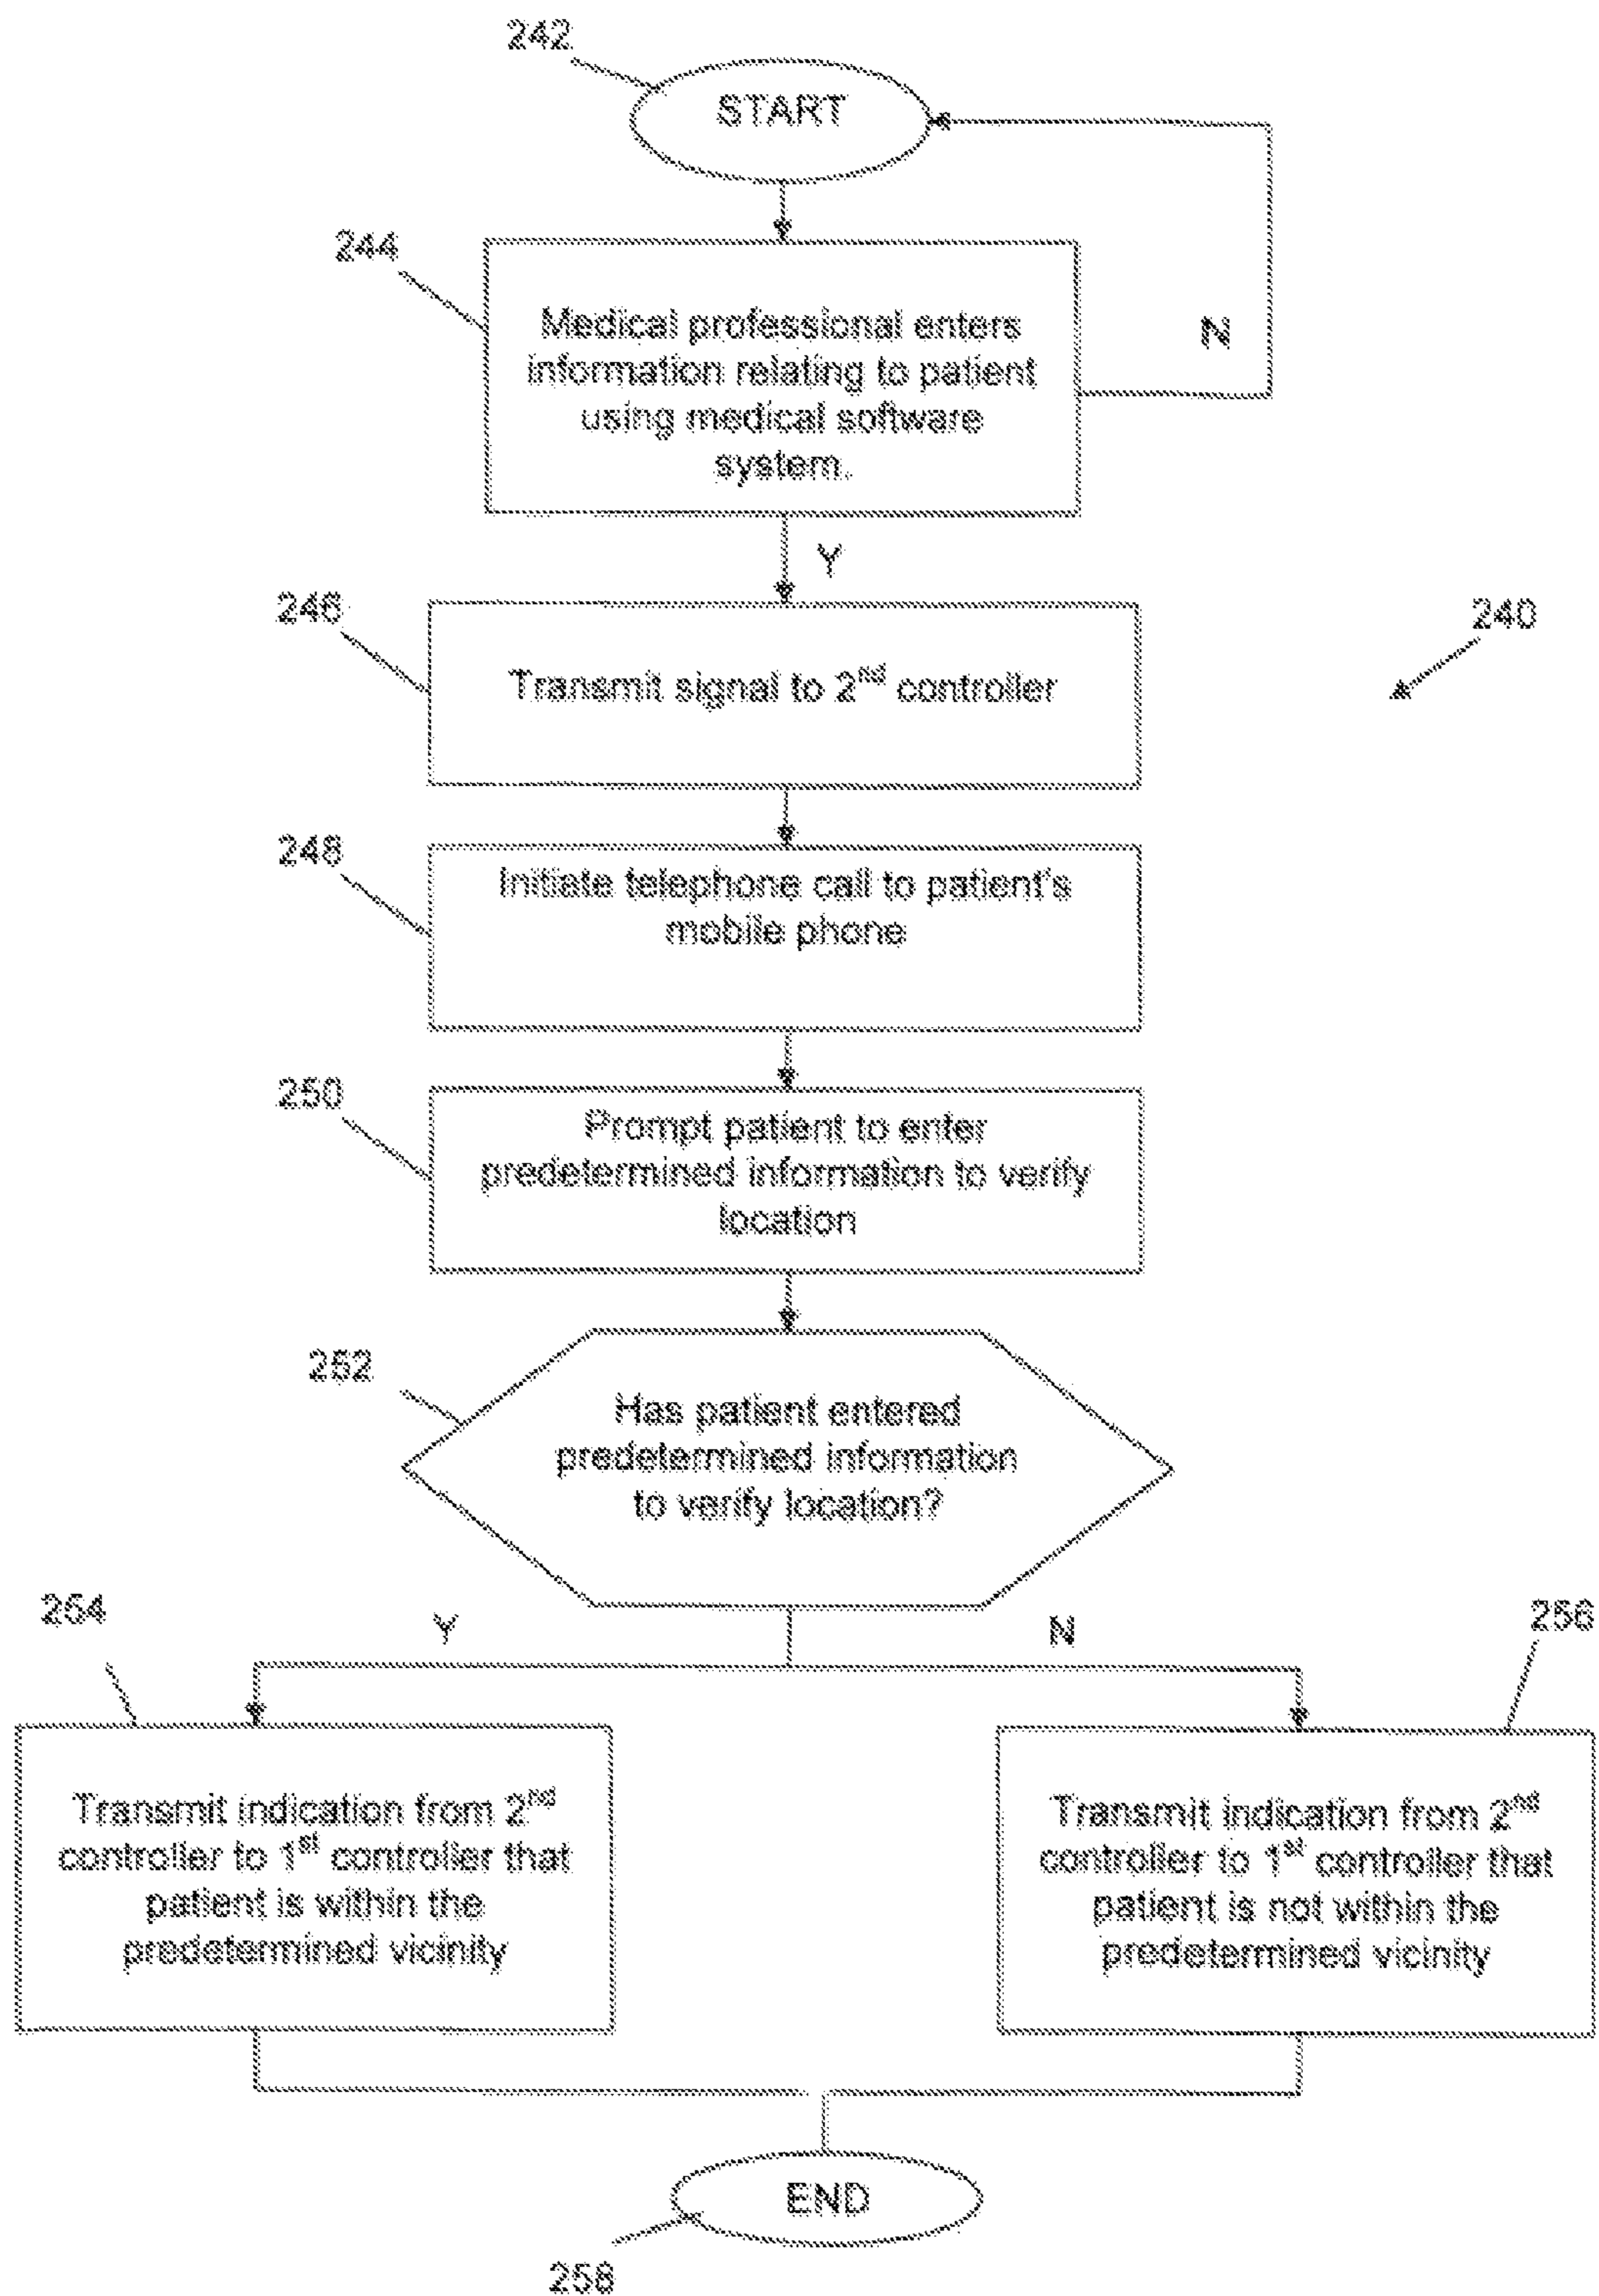 242
START
244
Medical professional enters
information relating to patient
using medical software
system.
N
Y
246
Transmit signal to 2nd controller
240
248
Initiate telephone call to patient's
mobile phone
250
Prompt patient to enter
predetermined information to verify
location
252
Has patient entered
predetermined information
to verify location?
254
Y
N
256
Transmit indication from 2nd
controller to 1st controller that
patient is within the
predetermined vicinity
Transmit indication from 2nd
controller to 1st controller that
patient is not within the
predetermined vicinity
END
258